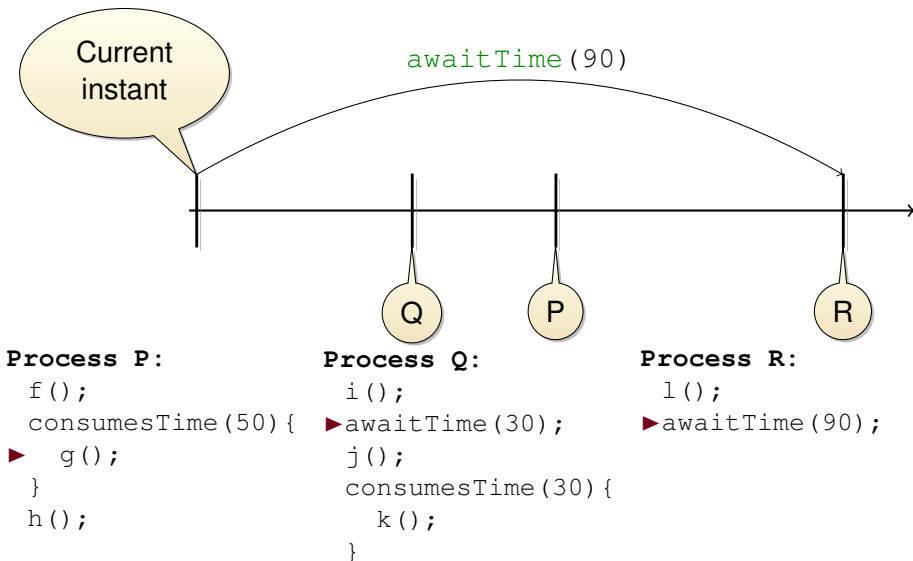 Current
instant
awaitTime(90)
Q
P
R
Process P:
f();
consumesTime(50){
► g();
}
h();
Process Q:
i();
►awaitTime(30);
j();
consumesTime(30){
k();
}
Process R:
l();
►awaitTime(90);